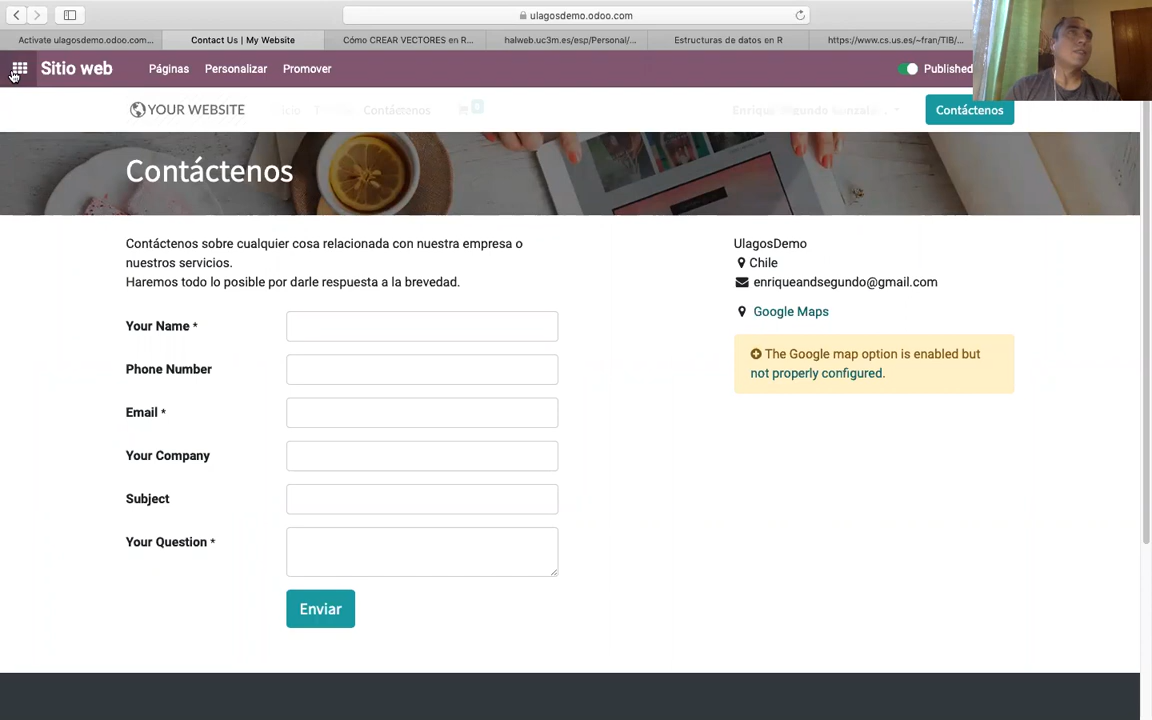 ulagosdemo.odoo.com
Activate ulagosdemo.odoo.com...
Contact Us | My Website
Cómo CREAR VECTORES en R...
halweb.uc3m.es/esp/Personal/...
Estructuras de datos en R
https://www.cs.us.es/~fran/TIB/...
Sitio web
Páginas
Personalizar
Promover
Published
YOUR WEBSITE
Contáctenos
Contáctenos
Contáctenos
Contáctenos sobre cualquier cosa relacionada con nuestra empresa o
nuestros servicios.
Haremos todo lo posible por darle respuesta a la brevedad.
Your Name *
Phone Number
Email *
Your Company
Subject
Your Question *
Enviar
UlagosDemo
Chile
enriqueandsegundo@gmail.com
Google Maps
The Google map option is enabled but
not properly configured.